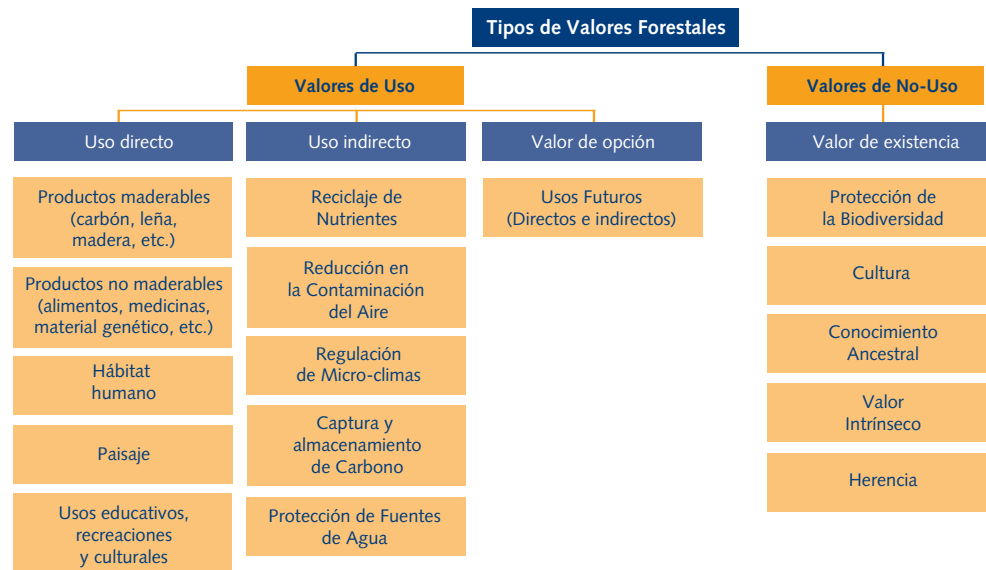 Tipos de Valores Forestales
Valores de Uso
Valores de No-Uso
Uso directo
Uso indirecto
Valor de opción
Valor de existencia
Productos maderables
(carbón, leña,
madera, etc.)
Productos no maderables
(alimentos, medicinas,
material genético, etc.)
Hábitat
humano
Paisaje
Usos educativos,
recreaciones
y culturales
Reciclaje de
Nutrientes
Reducción en
la Contaminación
del Aire
Regulación
de Micro-climas
Captura y
almacenamiento
de Carbono
Protección de Fuentes
de Agua
Usos Futuros
(Directos e indirectos)
Protección de
la Biodiversidad
Cultura
Conocimiento
Ancestral
Valor
Intrínseco
Herencia